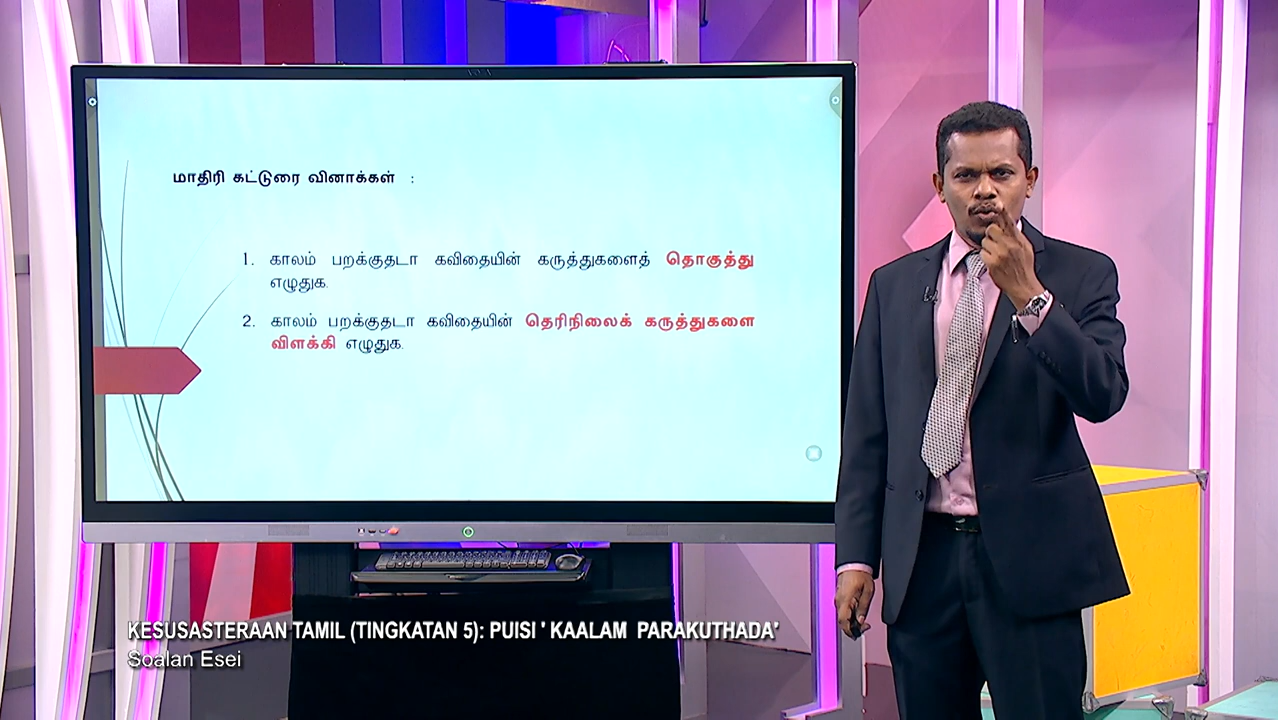 மாதிரி கட்டுரை வினாக்கள் :
1. காலம் பறக்குதடா கவிதையின் கருத்துகளைத் தொகுத்து
எழுதுக.
2. காலம் பறக்குதடா கவிதையின் தெரிநிலைக் கருத்துகளை
விளக்கி எழுதுக.
KESUSASTERAAN TAMIL (TINGKATAN 5): PUISI ' KAALAM PARAKUTHADA'
Soalan Esei